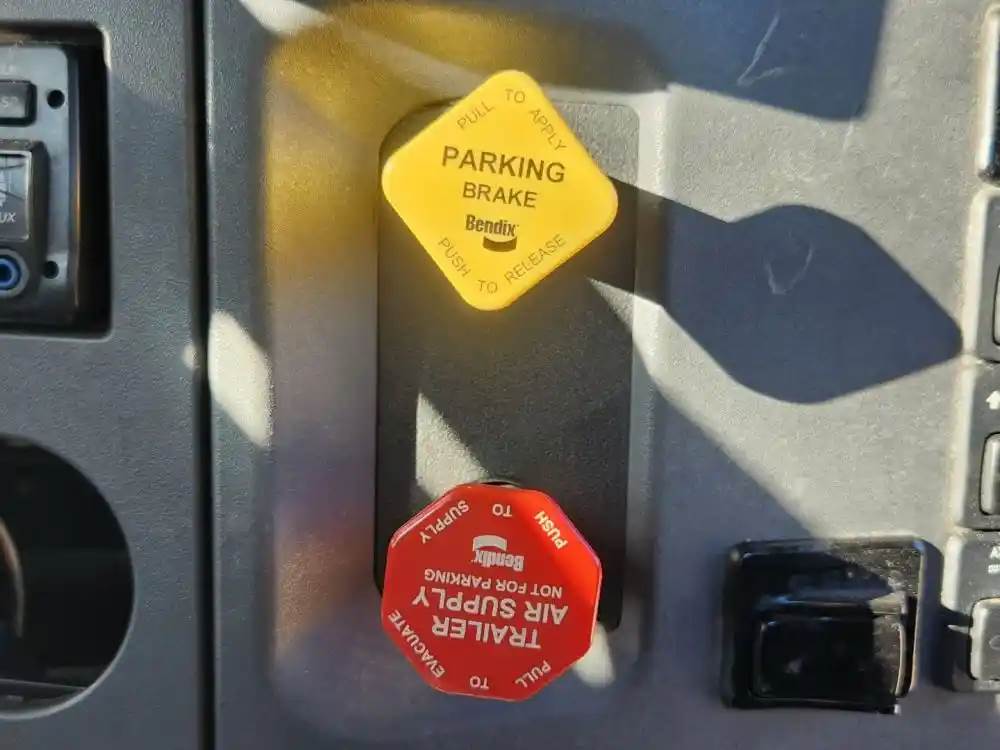 PULL TO APPLY
PARKING
BRAKE
Bendix
PUSH TO RELEASE
PUSH TO SUPPLY
Bendix
NOT FOR PARKING
AIR SUPPLY
TRAILER
PULL TO EVACUATE